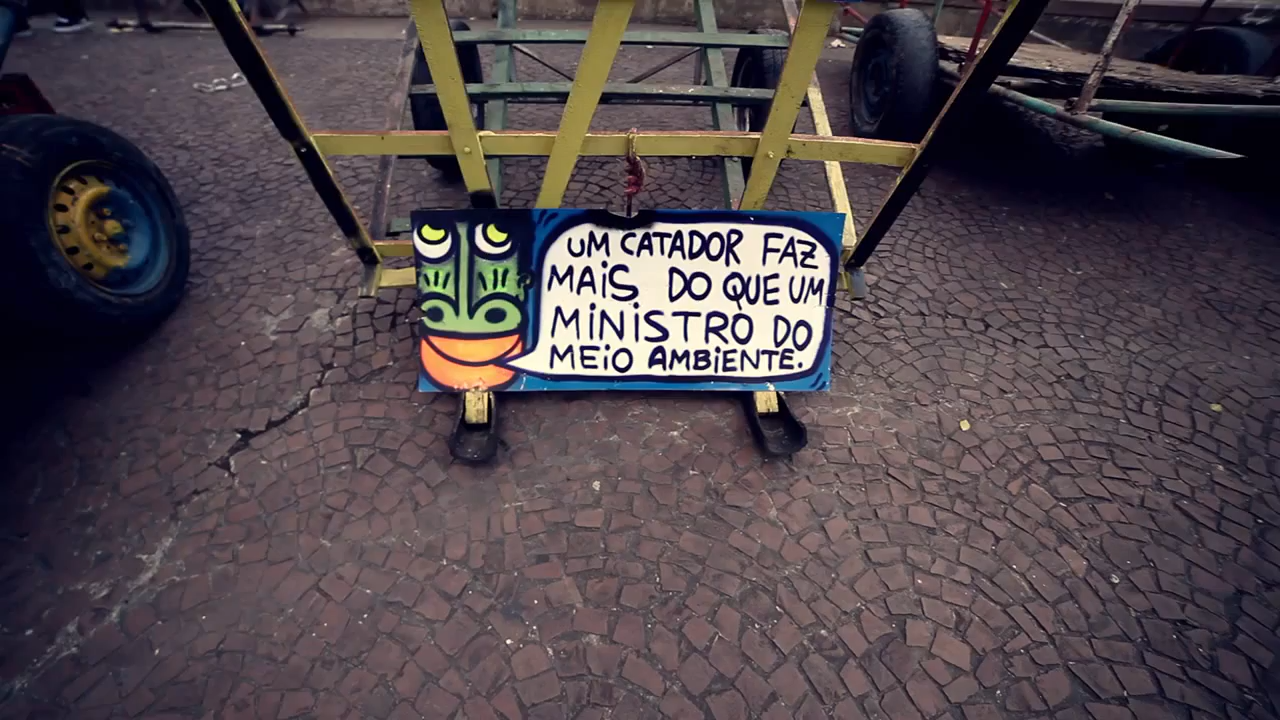 UM CATADOR FAZ
MAIS DO QUE UM
MINISTRO DO
MEIO AMBIENTE.